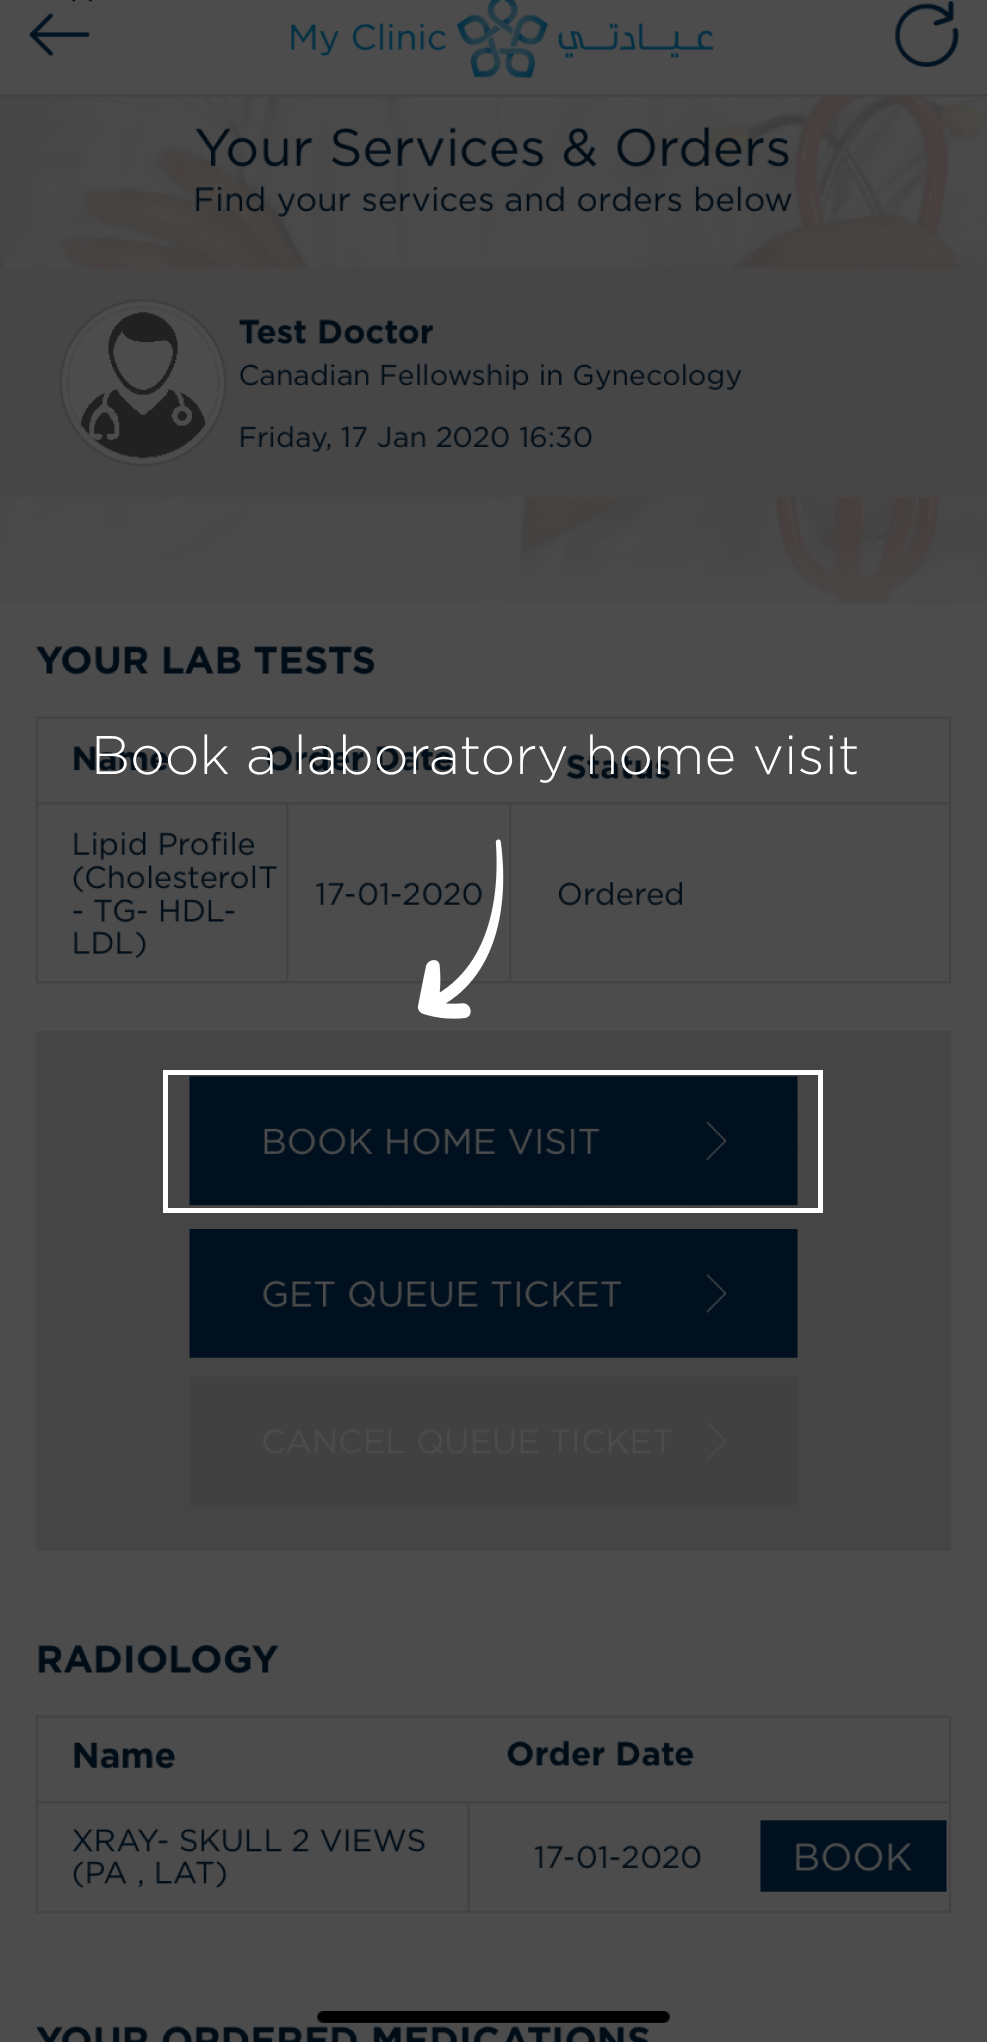 My Clinic عيادتي
Your Services & Orders
Find your services and orders below
Test Doctor
Canadian Fellowship in Gynecology
Friday, 17 Jan 2020 16:30
YOUR LAB TESTS
Name Order Date Status
Book a laboratory home visit
Lipid Profile
(CholesterolT
- TG- HDL-
LDL)
17-01-2020
Ordered
BOOK HOME VISIT
GET QUEUE TICKET
CANCEL QUEUE TICKET
RADIOLOGY
Name Order Date
XRAY- SKULL 2 VIEWS
(PA , LAT)
17-01-2020
BOOK
YOUR ORDERED MEDICATIONS